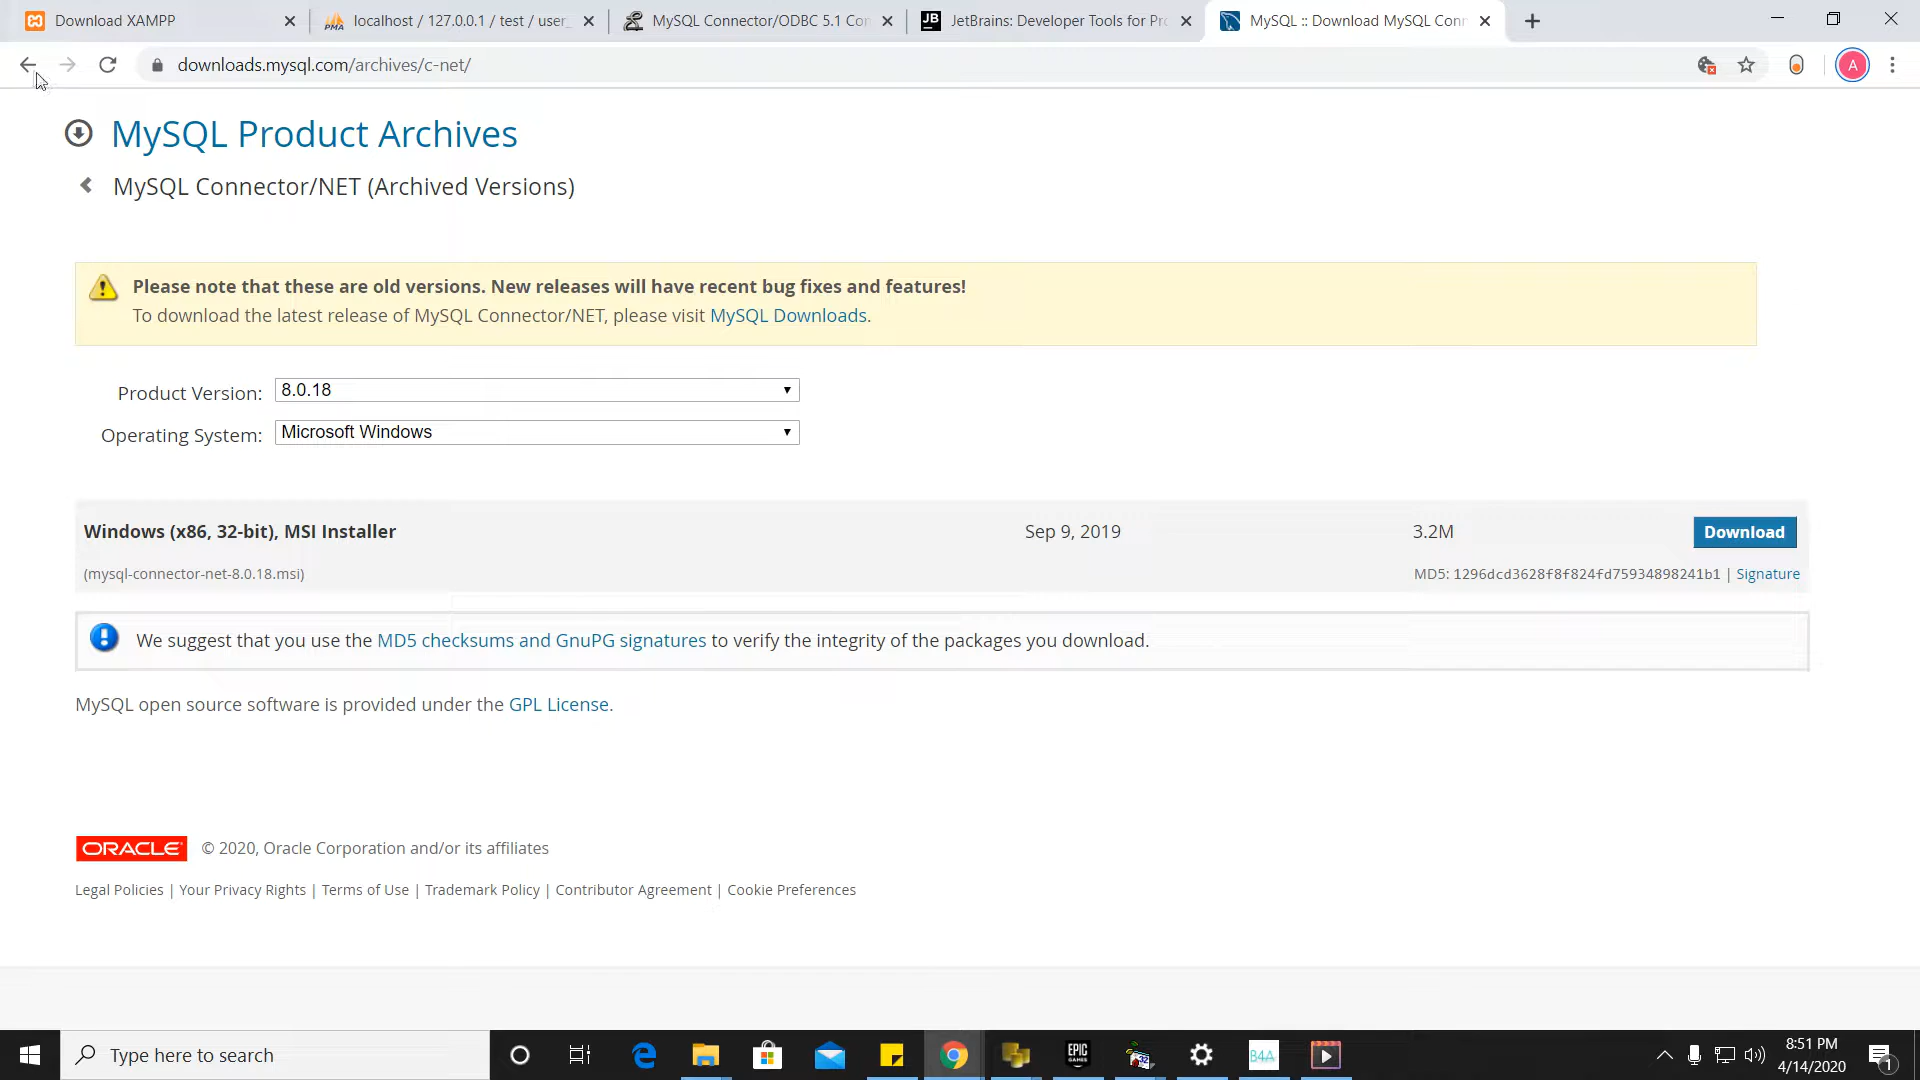 Download XAMPP
localhost / 127.0.0.1 / test / user_
MySQL Connector/ODBC 5.1 Con
JetBrains: Developer Tools for Pro
MySQL :: Download MySQL Conn
downloads.mysql.com/archives/c-net/
A
MySQL Product Archives
MySQL Connector/NET (Archived Versions)
Please note that these are old versions. New releases will have recent bug fixes and features!
To download the latest release of MySQL Connector/NET, please visit MySQL Downloads.
Product Version: 8.0.18
Operating System: Microsoft Windows
Windows (x86, 32-bit), MSI Installer Sep 9, 2019 3.2M Download
(mysql-connector-net-8.0.18.msi) MD5: 1296dcd3628f8f824fd75934898241b1 | Signature
We suggest that you use the MD5 checksums and GnuPG signatures to verify the integrity of the packages you download.
MySQL open source software is provided under the GPL License.
ORACLE © 2020, Oracle Corporation and/or its affiliates
Legal Policies | Your Privacy Rights | Terms of Use | Trademark Policy | Contributor Agreement | Cookie Preferences
Type here to search
EPIC GAMES
B4A
8:51 PM
4/14/2020
1